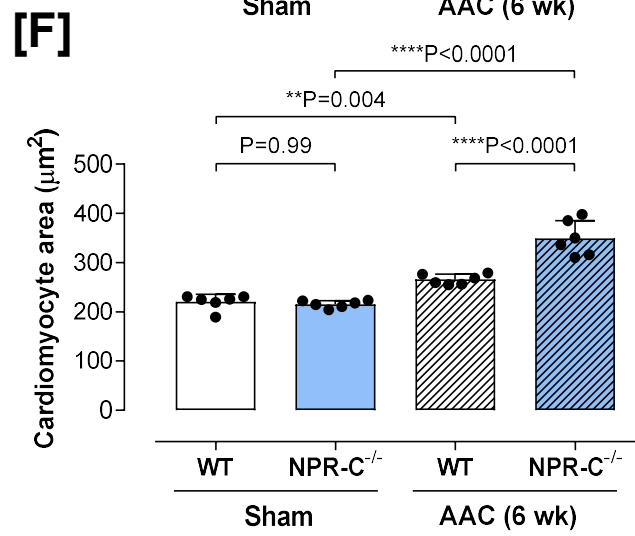 Sham AAC (6 wk)
[F]
****P<0.0001
**P=0.004
P=0.99 ****P<0.0001
Cardiomyocyte area (μm²)
500
400
300
200
100
0
WT NPR-C⁻/⁻ WT NPR-C⁻/⁻
Sham AAC (6 wk)